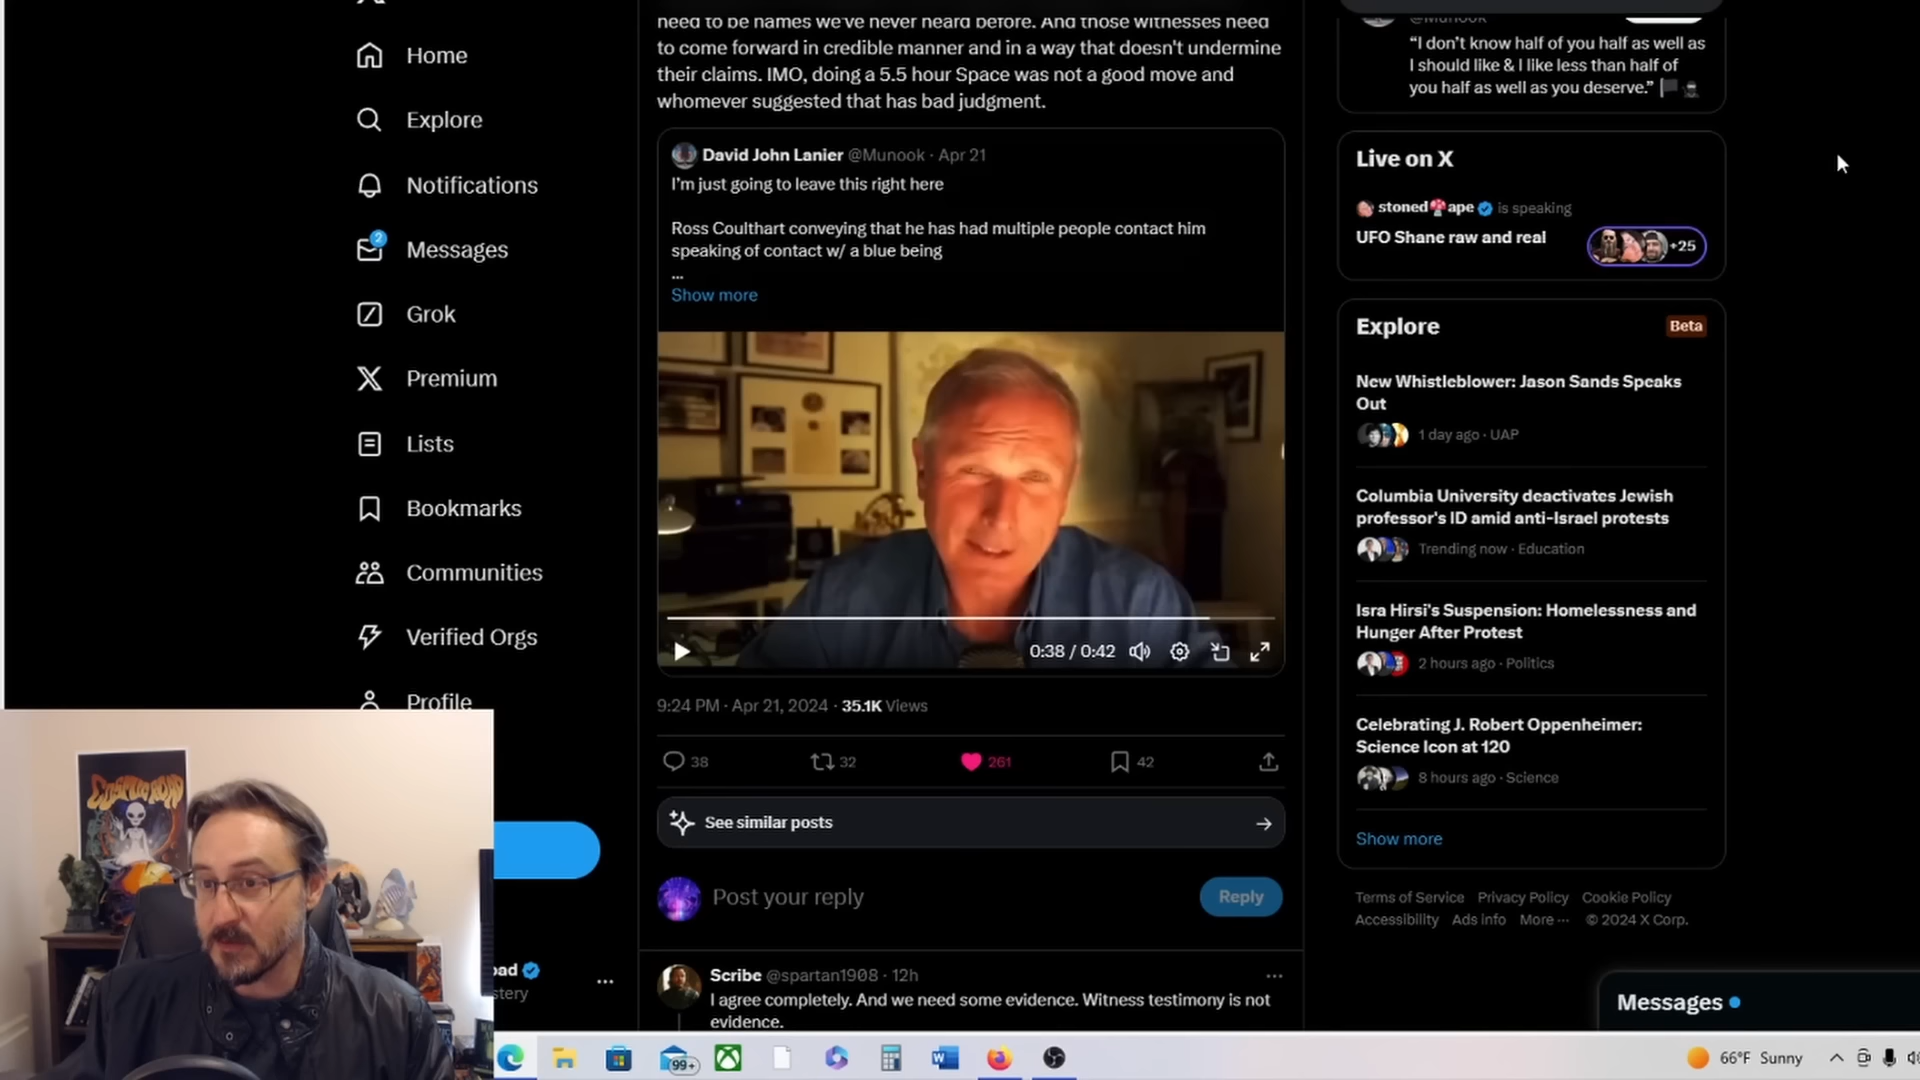 Home
Explore
Notifications
2
Messages
Grok
Premium
Lists
Bookmarks
Communities
Verified Orgs
Profile
need to be names we've never heard before. And those witnesses need
to come forward in credible manner and in a way that doesn't undermine
their claims. IMO, doing a 5.5 hour Space was not a good move and
whomever suggested that has bad judgment.
David John Lanier @Munook · Apr 21
I'm just going to leave this right here
Ross Coulthart conveying that he has had multiple people contact him
speaking of contact w/ a blue being
...
Show more
0:38 / 0:42
9:24 PM · Apr 21, 2024 · 35.1K Views
38
32
261
42
See similar posts
Post your reply
Reply
Scribe @spartan1908 · 12h
I agree completely. And we need some evidence. Witness testimony is not
evidence.
@Munook
“I don't know half of you half as well as
I should like & I like less than half of
you half as well as you deserve.”
Live on X
stoned ape is speaking
UFO Shane raw and real
+25
Explore
Beta
New Whistleblower: Jason Sands Speaks
Out
1 day ago · UAP
Columbia University deactivates Jewish
professor's ID amid anti-Israel protests
Trending now · Education
Isra Hirsi's Suspension: Homelessness and
Hunger After Protest
2 hours ago · Politics
Celebrating J. Robert Oppenheimer:
Science Icon at 120
8 hours ago · Science
Show more
Terms of Service Privacy Policy Cookie Policy
Accessibility Ads info More ··· © 2024 X Corp.
Messages
COSMIC ROAD
oad
stery
99+
66°F Sunny